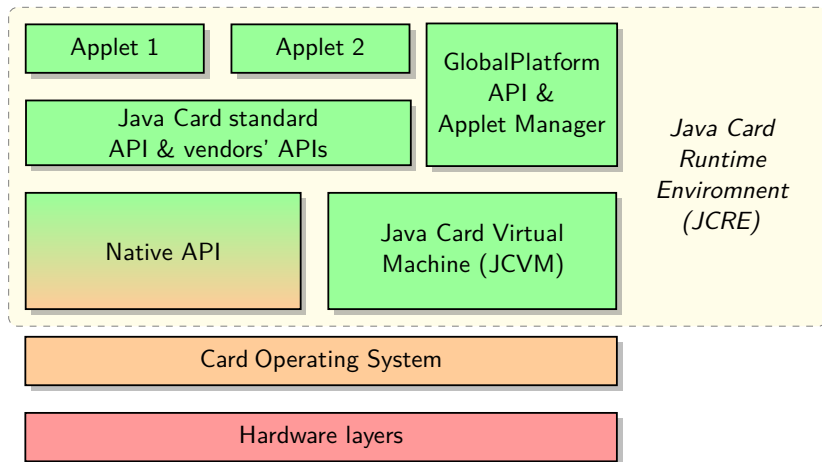 Applet 1
Applet 2
GlobalPlatform
API &
Applet Manager
Java Card standard
API & vendors' APIs
Java Card
Runtime
Enviromnent
(JCRE)
Native API
Java Card Virtual
Machine (JCVM)
Card Operating System
Hardware layers